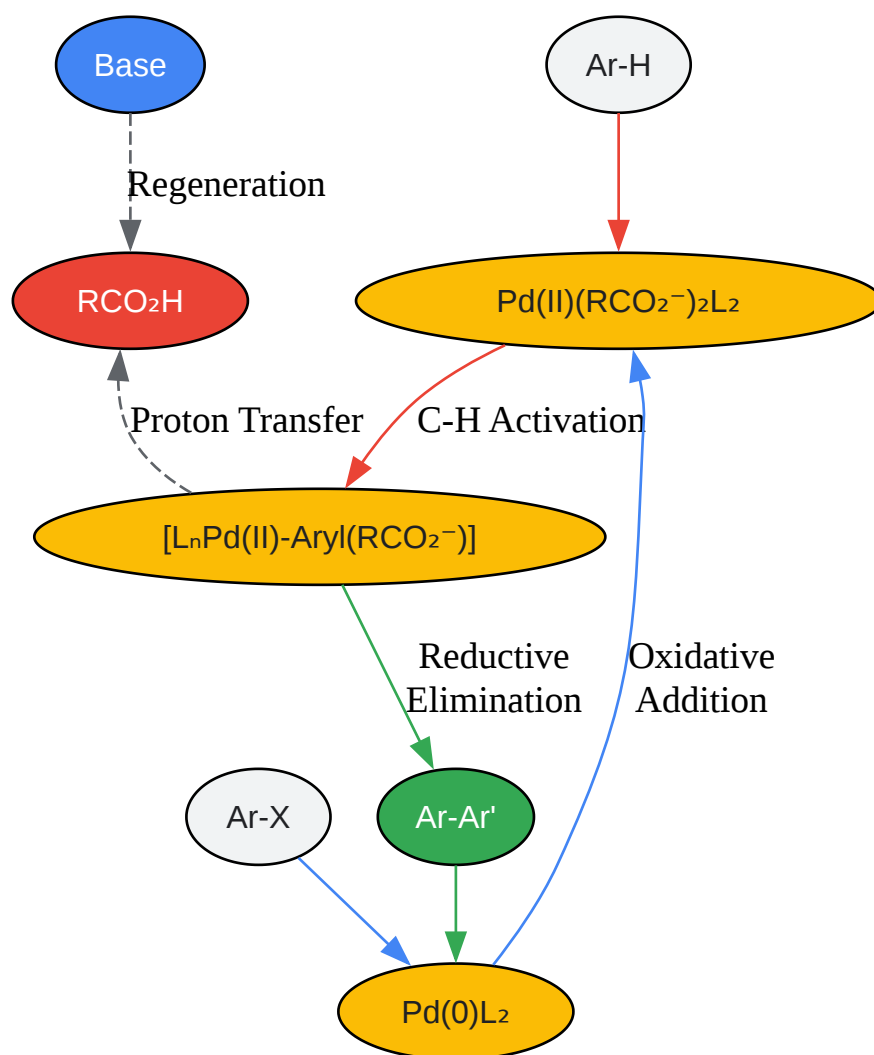 Base
Ar-H
Regeneration
RCO₂H
Pd(II)(RCO₂⁻)₂L₂
Proton Transfer
C-H Activation
[LₙPd(II)-Aryl(RCO₂⁻)]
Reductive
Elimination
Oxidative
Addition
Ar-X
Ar-Ar'
Pd(0)L₂